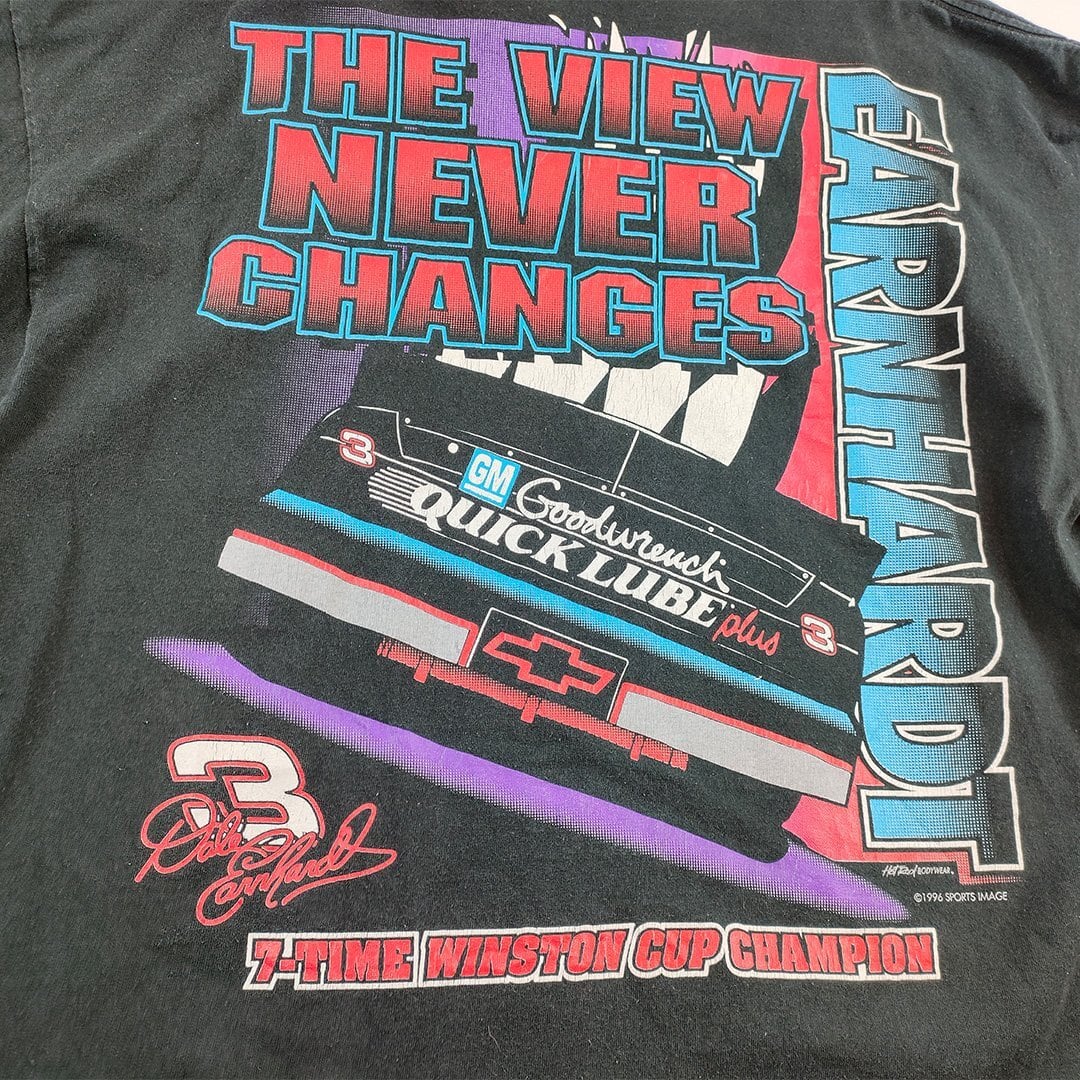 THE VIEW
NEVER
CHANGES
EARNHARDT
3
GM Goodwrench
QUICK LUBE plus
3
3
Dale
Earnhardt
Hot Rod BODYWEAR.
©1996 SPORTS IMAGE
7-TIME WINSTON CUP CHAMPION